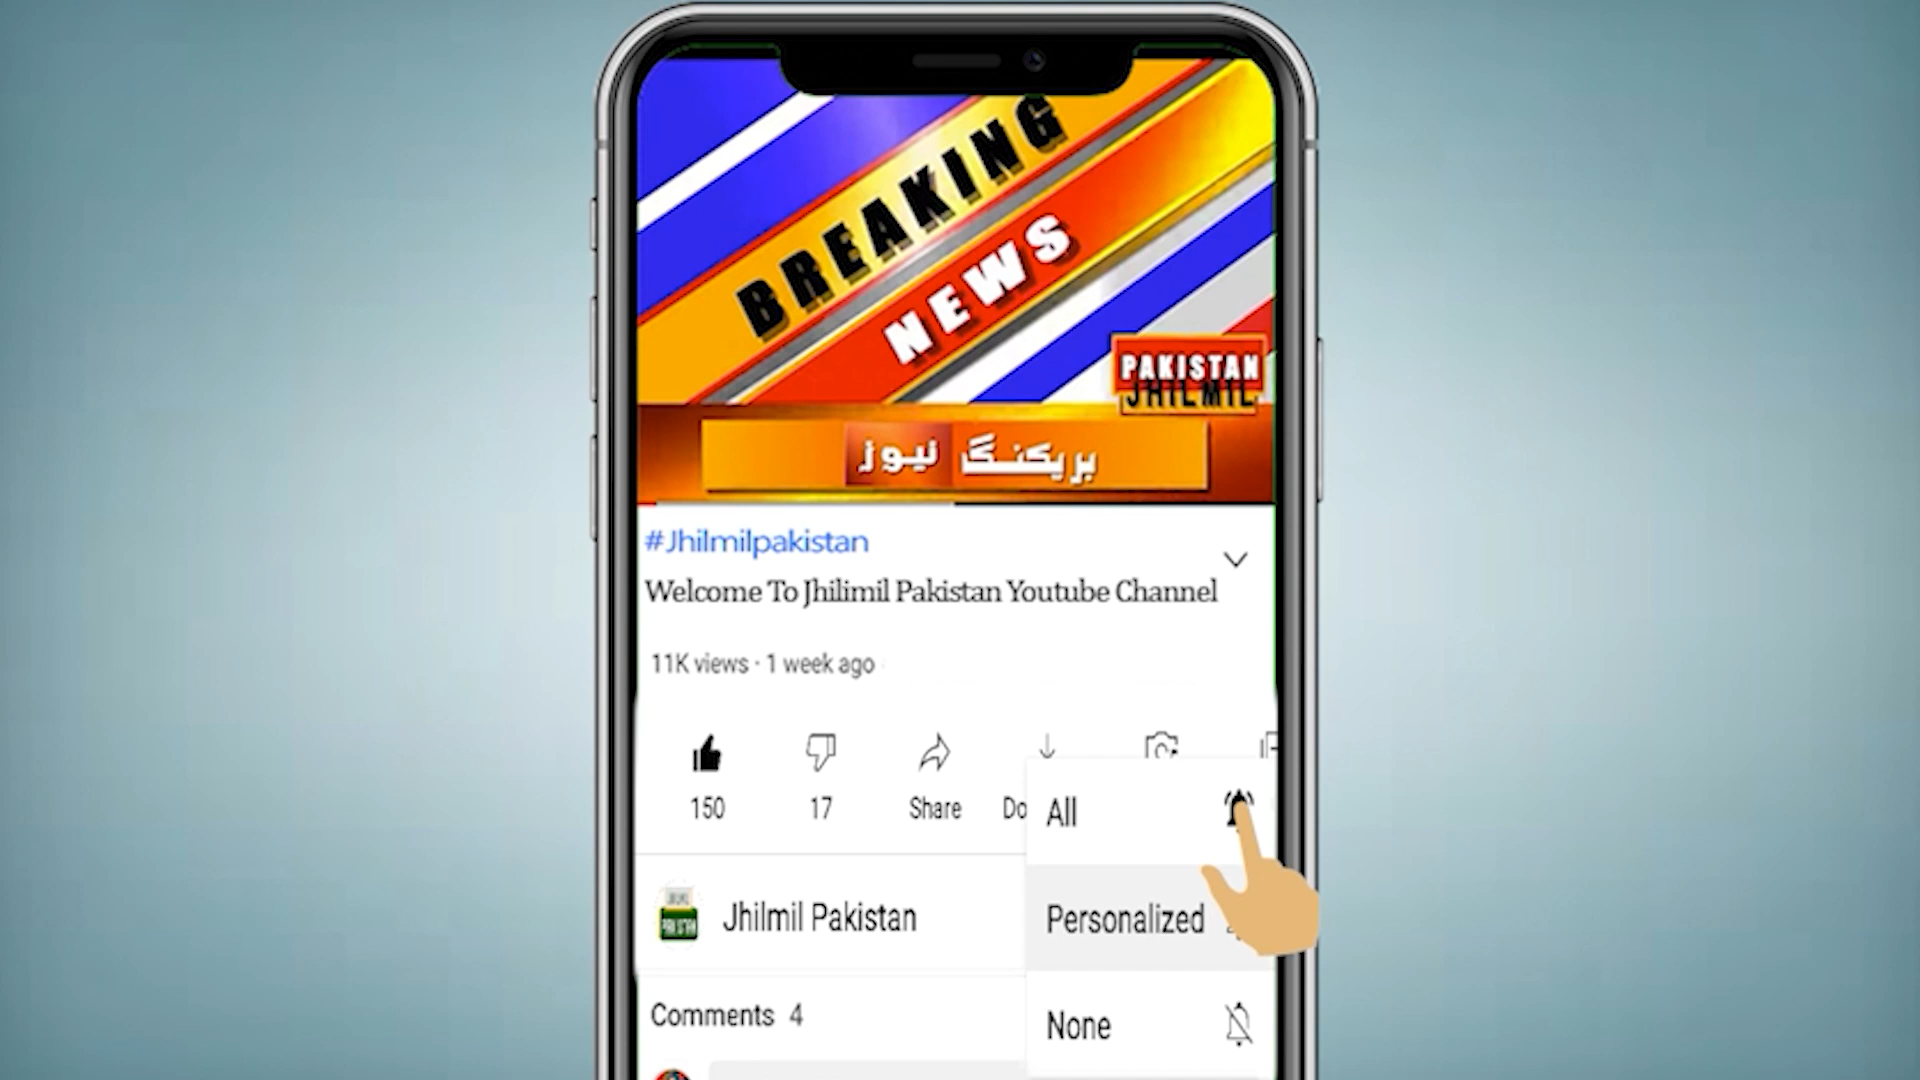 BREAKING
NEWS
PAKISTAN
JHILMIL
بریکنگ نیوز
#Jhilmilpakistan
Welcome To Jhilimil Pakistan Youtube Channel
11K views · 1 week ago
150
17
Share
Do
All
Jhilmil Pakistan
Personalized
Comments 4
None